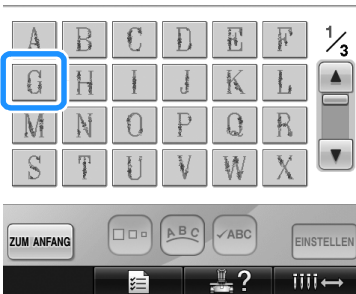 A B C D E F 1/3
G H I J K L
M N O P Q R
S T U V W X
ZUM ANFANG ABC ✓ABC EINSTELLEN
?